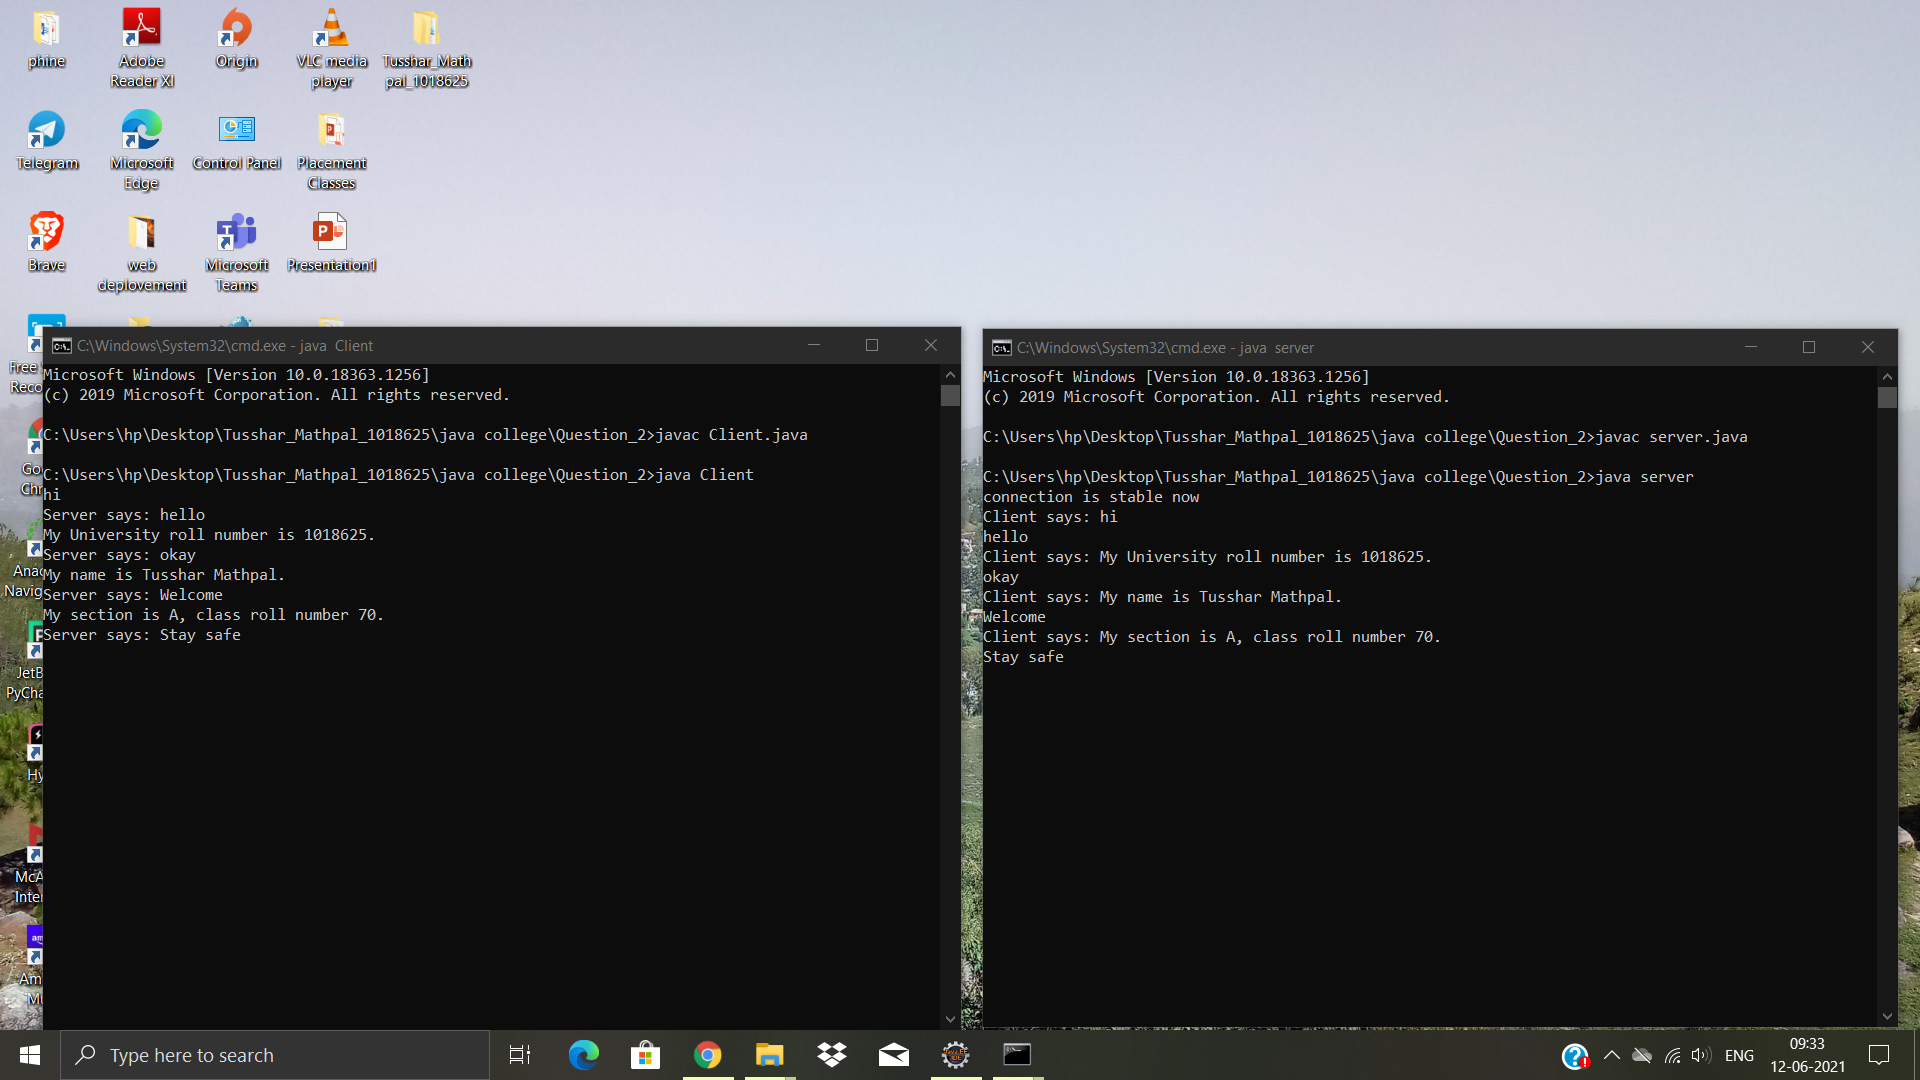 phine
Adobe
Reader XI
Origin
VLC media
player
Tusshar_Math
pal_1018625
Telegram
Microsoft
Edge
Control Panel
Placement
Classes
Brave
web
deplovement
Microsoft
Teams
Presentation1
Free
Reco
Go
Chr
Anac
Navig
JetB
PyCha
Hy
McA
Inter
Am
Mu
C:\Windows\System32\cmd.exe - java  Client
Microsoft Windows [Version 10.0.18363.1256]
(c) 2019 Microsoft Corporation. All rights reserved.
C:\Users\hp\Desktop\Tusshar_Mathpal_1018625\java college\Question_2>javac Client.java
C:\Users\hp\Desktop\Tusshar_Mathpal_1018625\java college\Question_2>java Client
hi
Server says: hello
My University roll number is 1018625.
Server says: okay
My name is Tusshar Mathpal.
Server says: Welcome
My section is A, class roll number 70.
Server says: Stay safe
C:\Windows\System32\cmd.exe - java  server
Microsoft Windows [Version 10.0.18363.1256]
(c) 2019 Microsoft Corporation. All rights reserved.
C:\Users\hp\Desktop\Tusshar_Mathpal_1018625\java college\Question_2>javac server.java
C:\Users\hp\Desktop\Tusshar_Mathpal_1018625\java college\Question_2>java server
connection is stable now
Client says: hi
hello
Client says: My University roll number is 1018625.
okay
Client says: My name is Tusshar Mathpal.
Welcome
Client says: My section is A, class roll number 70.
Stay safe
Type here to search
ENG
09:33
12-06-2021